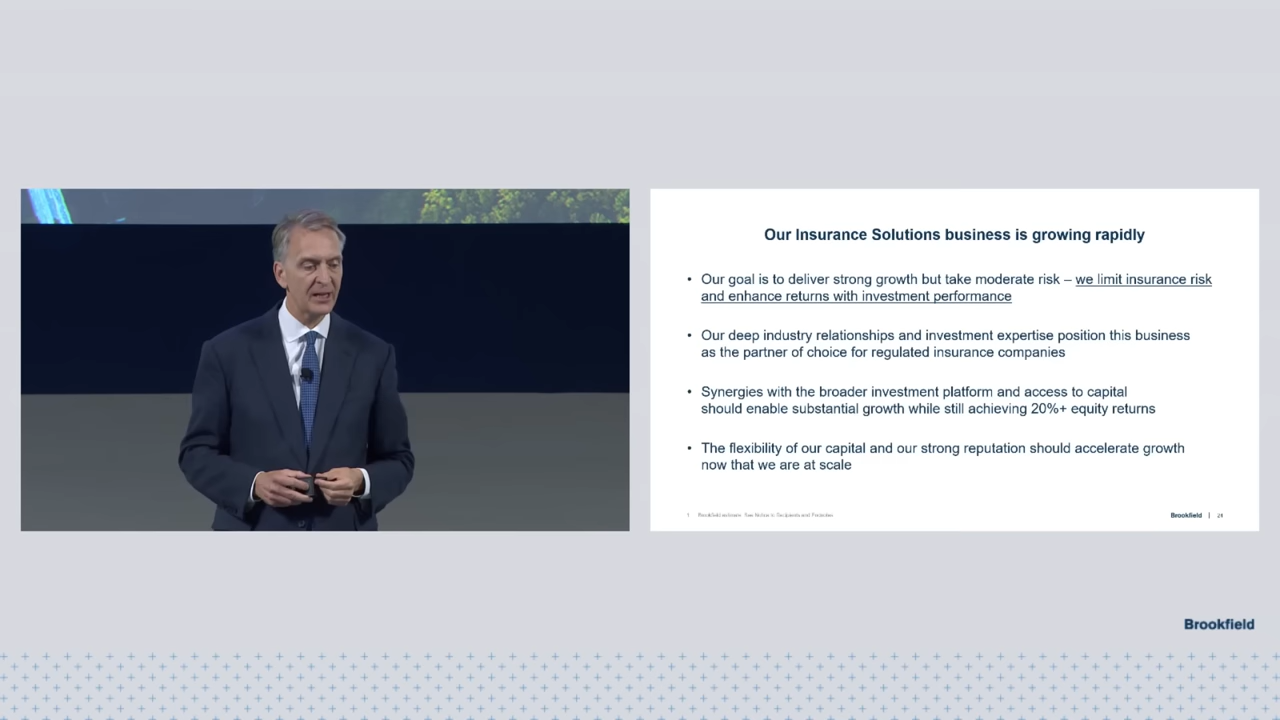 Our Insurance Solutions business is growing rapidly
• Our goal is to deliver strong growth but take moderate risk – we limit insurance risk
and enhance returns with investment performance
• Our deep industry relationships and investment expertise position this business
as the partner of choice for regulated insurance companies
• Synergies with the broader investment platform and access to capital
should enable substantial growth while still achieving 20%+ equity returns
• The flexibility of our capital and our strong reputation should accelerate growth
now that we are at scale
Brookfield |
Brookfield